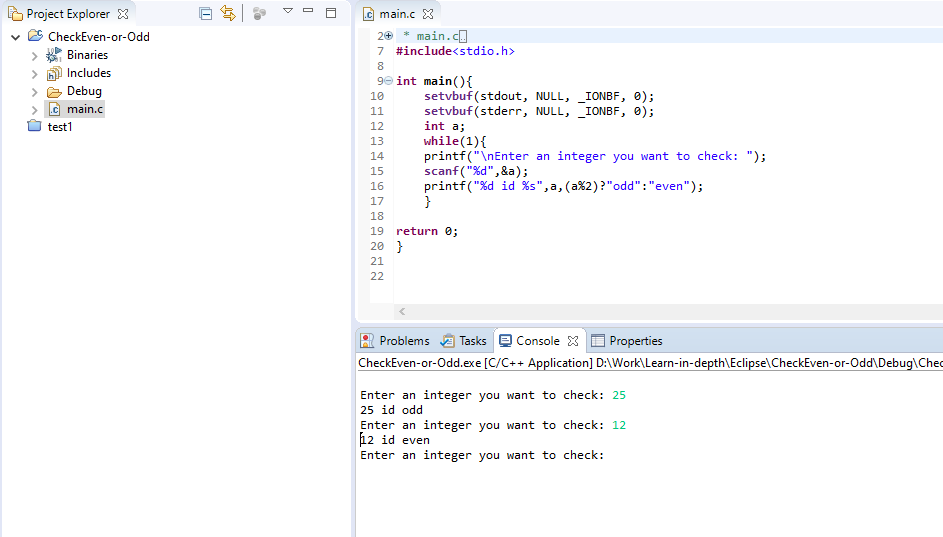 Project Explorer
CheckEven-or-Odd
Binaries
Includes
Debug
main.c
test1
main.c
2 * main.c
7 #include<stdio.h>
8
9 int main(){
10 setvbuf(stdout, NULL, _IONBF, 0);
11 setvbuf(stderr, NULL, _IONBF, 0);
12 int a;
13 while(1){
14 printf("\nEnter an integer you want to check: ");
15 scanf("%d",&a);
16 printf("%d id %s",a,(a%2)?"odd":"even");
17 }
18
19 return 0;
20 }
21
22
Problems Tasks Console Properties
CheckEven-or-Odd.exe [C/C++ Application] D:\Work\Learn-in-depth\Eclipse\CheckEven-or-Odd\Debug\Chec
Enter an integer you want to check: 25
25 id odd
Enter an integer you want to check: 12
12 id even
Enter an integer you want to check: